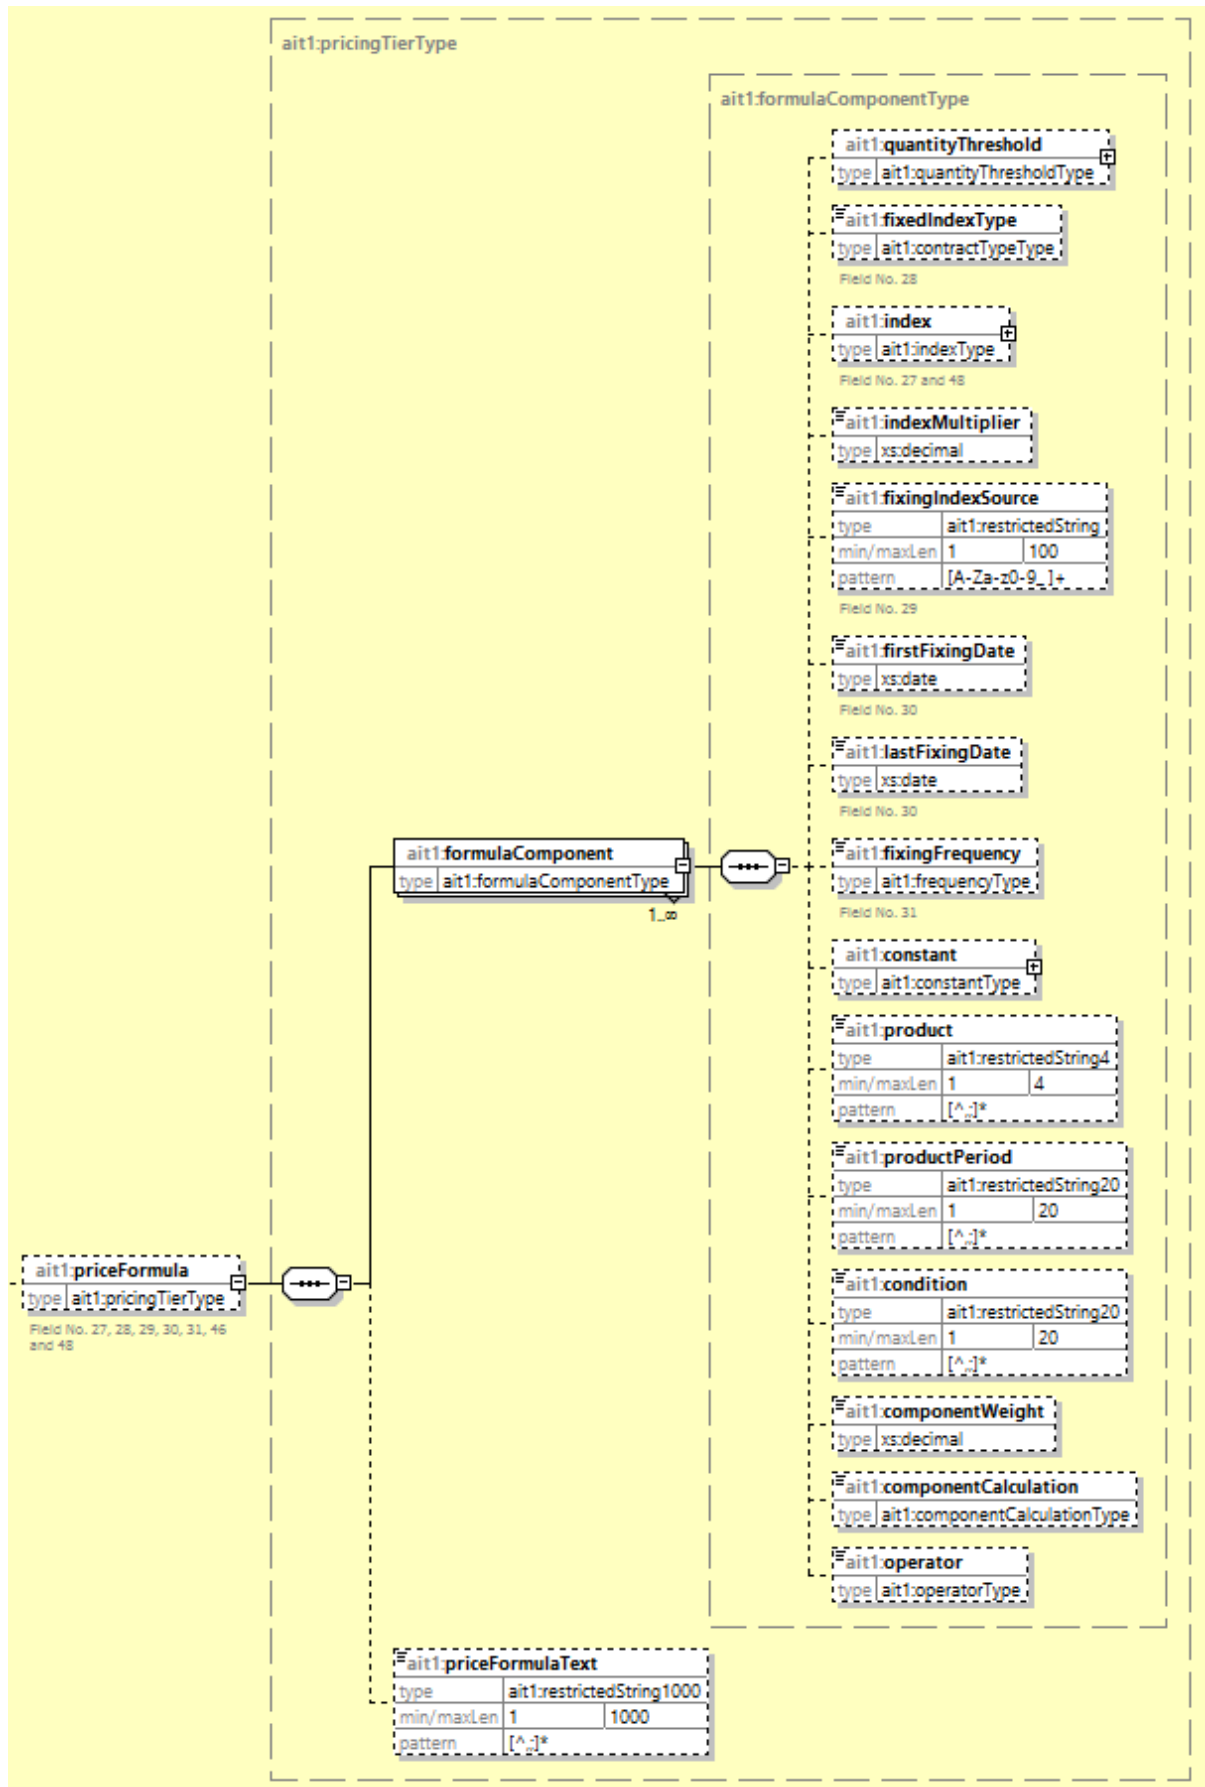 ait1:pricingTierType
ait1:formulaComponentType
ait1:quantityThreshold
type ait1:quantityThresholdType
ait1:fixedIndexType
type ait1:contractTypeType
Field No. 28
ait1:index
type ait1:indexType
Field No. 27 and 48
ait1:indexMultiplier
type xs:decimal
ait1:fixingIndexSource
type ait1:restrictedString
min/maxLen 1 100
pattern [A-Za-z0-9_ ]+
Field No. 29
ait1:firstFixingDate
type xs:date
Field No. 30
ait1:lastFixingDate
type xs:date
Field No. 30
ait1:formulaComponent
type ait1:formulaComponentType
1..∞
ait1:fixingFrequency
type ait1:frequencyType
Field No. 31
ait1:constant
type ait1:constantType
ait1:product
type ait1:restrictedString4
min/maxLen 1 4
pattern [^,;]*
ait1:productPeriod
type ait1:restrictedString20
min/maxLen 1 20
pattern [^,;]*
ait1:priceFormula
type ait1:pricingTierType
Field No. 27, 28, 29, 30, 31, 46
and 48
ait1:condition
type ait1:restrictedString20
min/maxLen 1 20
pattern [^,;]*
ait1:componentWeight
type xs:decimal
ait1:componentCalculation
type ait1:componentCalculationType
ait1:operator
type ait1:operatorType
ait1:priceFormulaText
type ait1:restrictedString1000
min/maxLen 1 1000
pattern [^,;]*